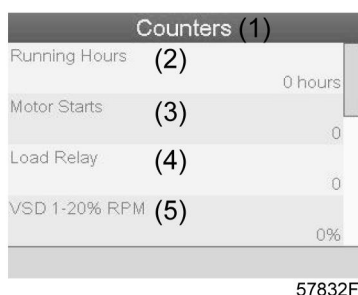 Counters (1)
Running Hours (2)
0 hours
Motor Starts (3)
0
Load Relay (4)
0
VSD 1-20% RPM (5)
0%
57832F